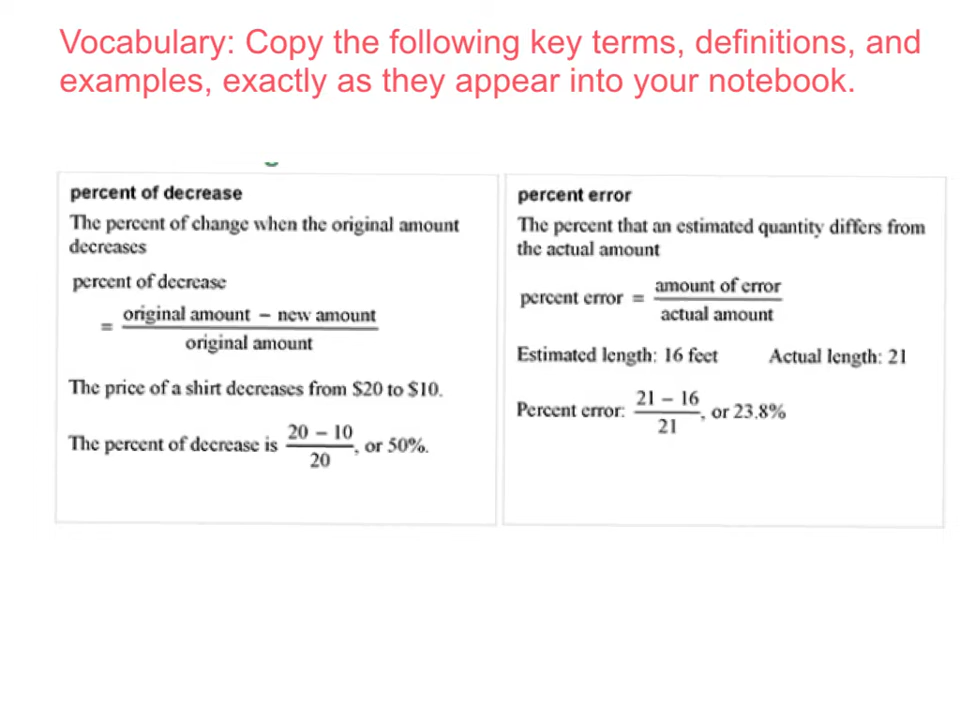 Vocabulary: Copy the following key terms, definitions, and
examples, exactly as they appear into your notebook.
percent of decrease
The percent of change when the original amount
decreases
percent of decrease
= original amount − new amount
original amount
The price of a shirt decreases from $20 to $10.
The percent of decrease is 20 − 10 , or 50%.
20
percent error
The percent that an estimated quantity differs from
the actual amount
percent error = amount of error
actual amount
Estimated length: 16 feet Actual length: 21
Percent error: 21 − 16 , or 23.8%
21